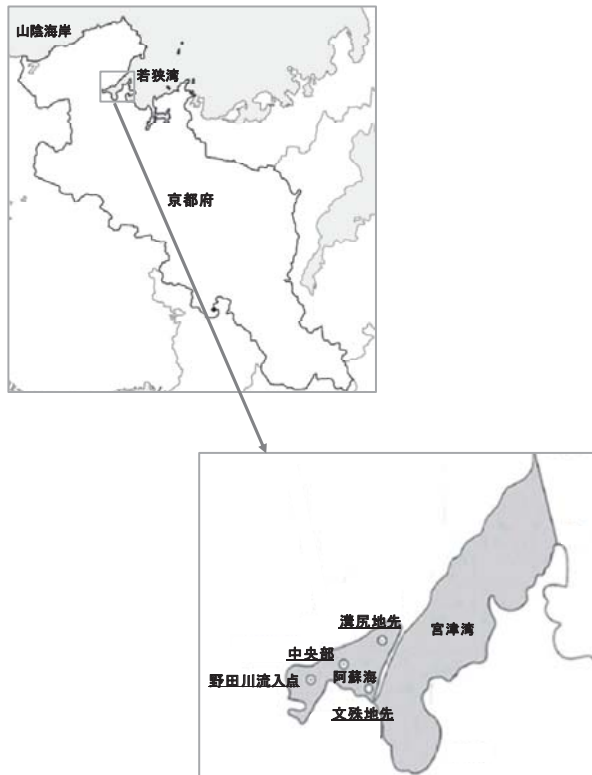 山陰海岸
若狭湾
京都府
溝尻地先
宮津湾
中央部
阿蘇海
野田川流入点
文殊地先